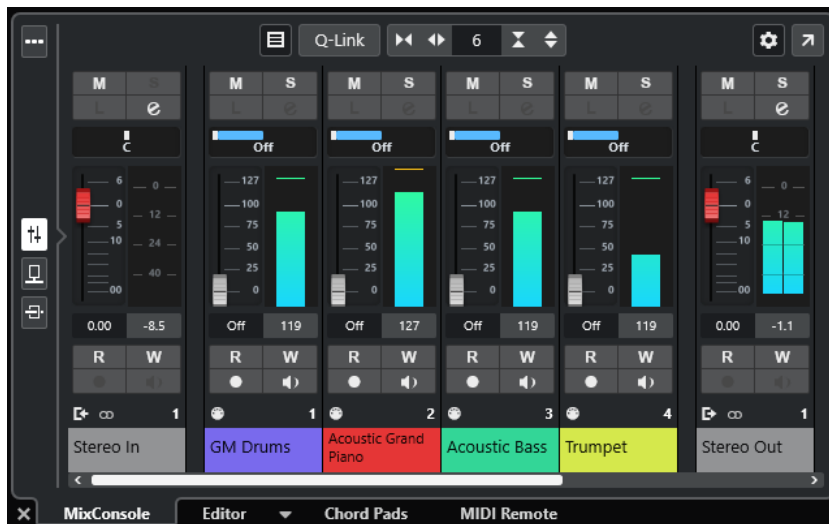 Q-Link 6
M S M S M S M S M S M S
L e L e L e L e L e L e
C Off Off Off Off C
6 0 5 10 00 0 12 24 40
127 100 75 50 25 0
127 100 75 50 25 0
127 100 75 50 25 0
127 100 75 50 25 0
6 0 5 10 00 0 12
0.00 -8.5 Off 119 Off 127 Off 119 Off 119 0.00 -1.1
R W R W R W R W R W R W
1 1 2 3 4 1
Stereo In
GM Drums
Acoustic Grand
Piano
Acoustic Bass
Trumpet
Stereo Out
MixConsole Editor Chord Pads MIDI Remote